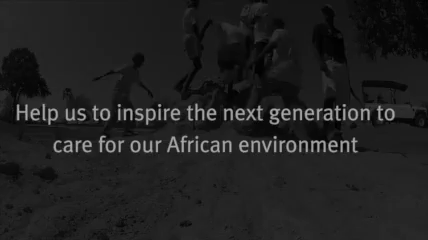 Help us to inspire the next generation to
care for our African environment